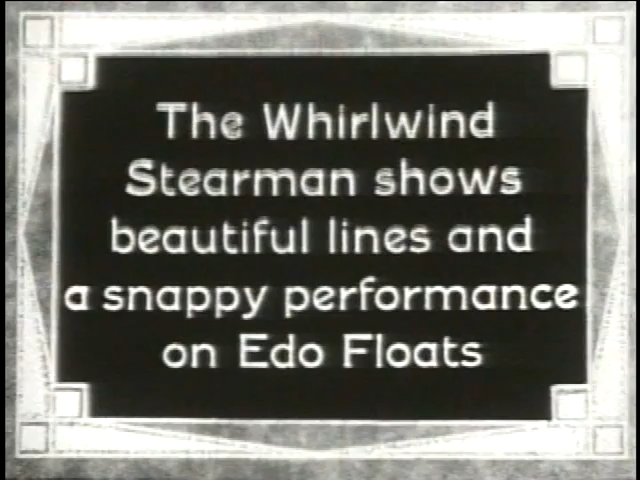 The Whirlwind
Stearman shows
beautiful lines and
a snappy performance
on Edo Floats